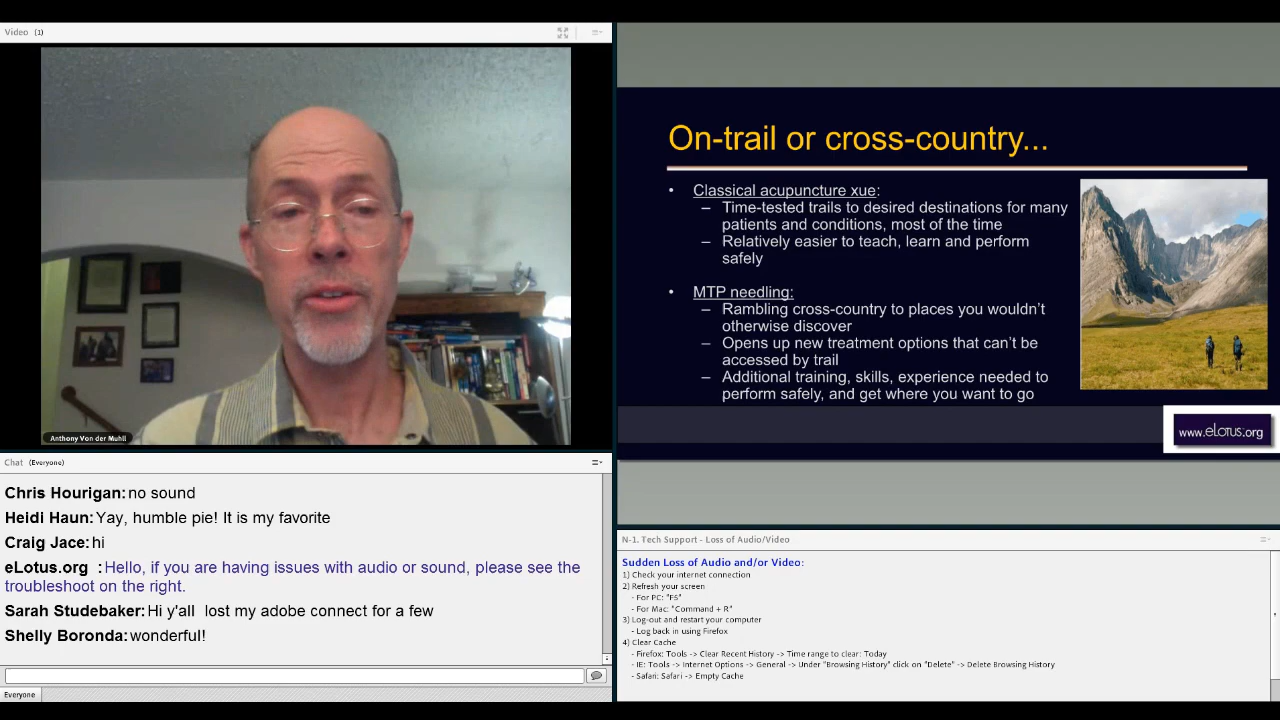 Video (1)
Anthony Von der Muhll
Chat (Everyone)
Chris Hourigan: no sound
Heidi Haun: Yay, humble pie! It is my favorite
Craig Jace: hi
eLotus.org : Hello, if you are having issues with audio or sound, please see the
troubleshoot on the right.
Sarah Studebaker: Hi y'all lost my adobe connect for a few
Shelly Boronda: wonderful!
Everyone
On-trail or cross-country...
• Classical acupuncture xue:
– Time-tested trails to desired destinations for many
patients and conditions, most of the time
– Relatively easier to teach, learn and perform
safely
• MTP needling:
– Rambling cross-country to places you wouldn't
otherwise discover
– Opens up new treatment options that can't be
accessed by trail
– Additional training, skills, experience needed to
perform safely, and get where you want to go
www.eLotus.org
N-1. Tech Support - Loss of Audio/Video
Sudden Loss of Audio and/or Video:
1) Check your internet connection
2) Refresh your screen
- For PC: "F5"
- For Mac: "Command + R"
3) Log-out and restart your computer
- Log back in using Firefox
4) Clear Cache
- Firefox: Tools -> Clear Recent History -> Time range to clear: Today
- IE: Tools -> Internet Options -> General -> Under "Browsing History" click on "Delete" -> Delete Browsing History
- Safari: Safari -> Empty Cache